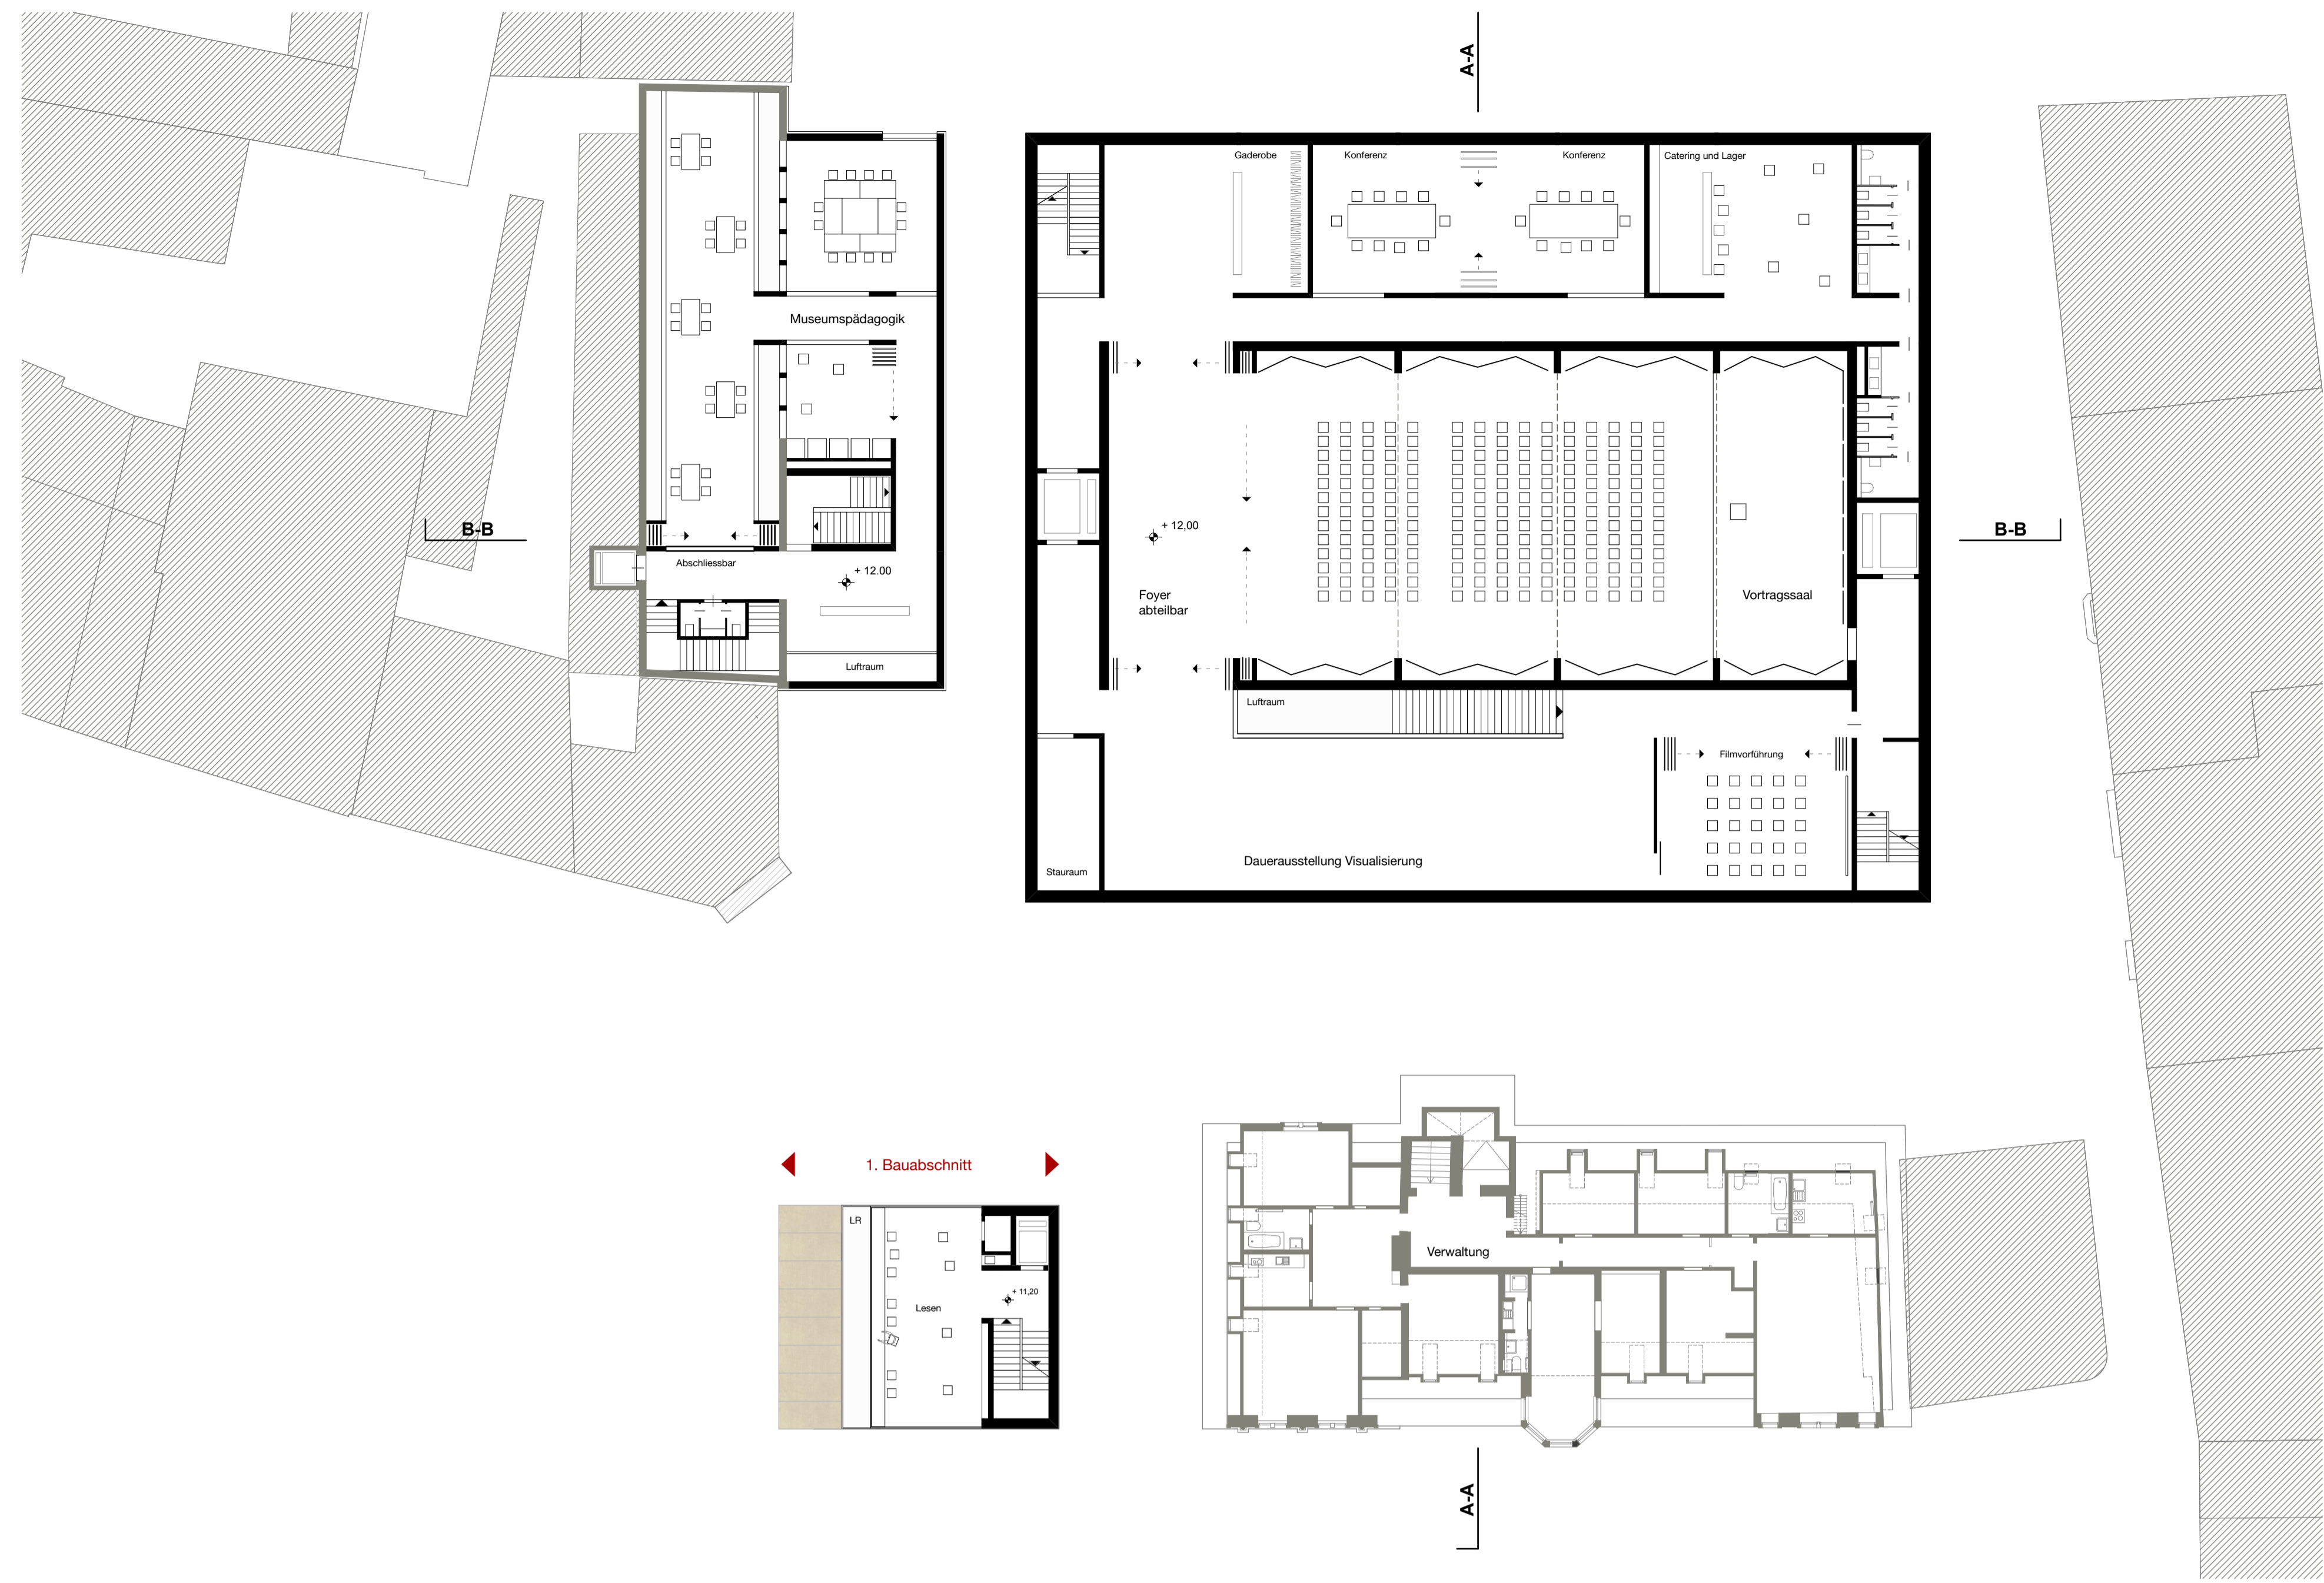 A-A
Gaderobe
Konferenz
Konferenz
Catering und Lager
Museumspädagogik
B-B
Abschliessbar
+ 12.00
Luftraum
+ 12,00
Foyer
abteilbar
Vortragssaal
B-B
Luftraum
Filmvorführung
Stauraum
Dauerausstellung Visualisierung
1. Bauabschnitt
LR
Lesen
+ 11,20
Verwaltung
A-A